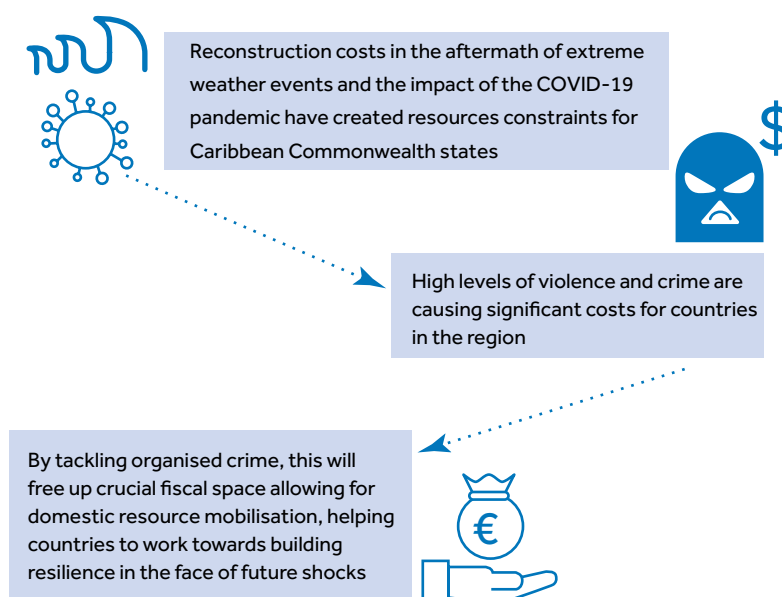 Reconstruction costs in the aftermath of extreme
weather events and the impact of the COVID-19
pandemic have created resources constraints for
Caribbean Commonwealth states
$
High levels of violence and crime are
causing significant costs for countries
in the region
By tackling organised crime, this will
free up crucial fiscal space allowing for
domestic resource mobilisation, helping
countries to work towards building
resilience in the face of future shocks
€